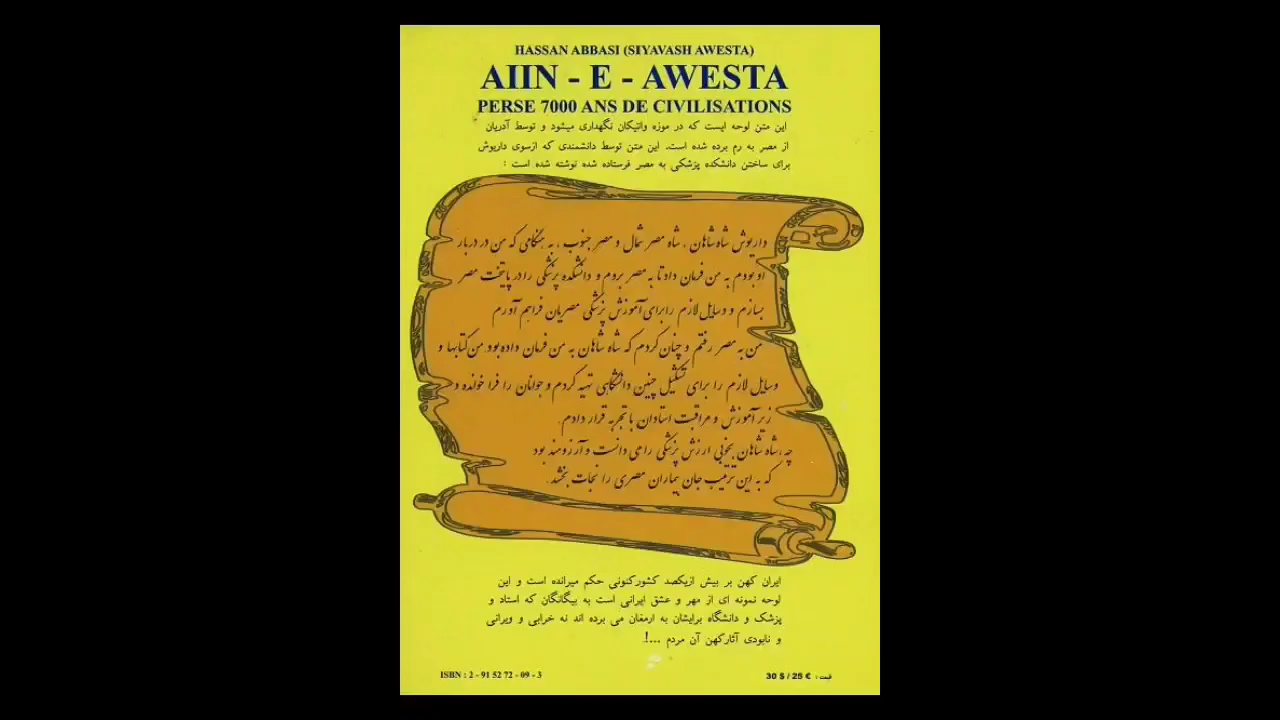 HASSAN ABBASI (SIYAVASH AWESTA)
AIIN - E - AWESTA
PERSE 7000 ANS DE CIVILISATIONS
این متن لوحه ایست که در موزه واتیکان نگهداری میشود و توسط آدریان
از مصر به رم برده شده است. این متن توسط دانشمندی که ازسوی داریوش
برای ساختن دانشکده پزشکی به مصر فرستاده شده نوشته شده است :
داریوش شاه شاهان ، شاه مصر شمال و مصر جنوب ، به هنگامی که من در دربار
او بودم به من فرمان داد تا به مصر بروم و دانشکده پزشکی را در پایتخت مصر
بسازم و وسایل لازم را برای آموزش پزشکی مصریان فراهم آورم
من به مصر رفتم و چنان کردم که شاه شاهان به من فرمان داده بود. من کتابها و
وسایل لازم را برای تشکیل چنین دانشگاهی تهیه کردم و جوانان را فرا خوانده و
زیر آموزش و مراقبت استادان با تجربه قرار دادم.
چه، شاه شاهان بخوبی ارزش پزشکی را می دانست و آرزومند بود
که به این ترتیب جان بیماران مصری را نجات بخشد.
ایران کهن بر بیش ازیکصد کشورکنونی حکم میرانده است و این
لوحه نمونه ای از مهر و عشق ایرانی است به بیگانگان که استاد و
پزشک و دانشگاه برایشان به ارمغان می برده اند نه خرابی و ویرانی
و نابودی آثارکهن آن مردم ...!
ISBN : 2 - 91 52 72 - 09 - 3
قیمت : 30 $ / 25 €